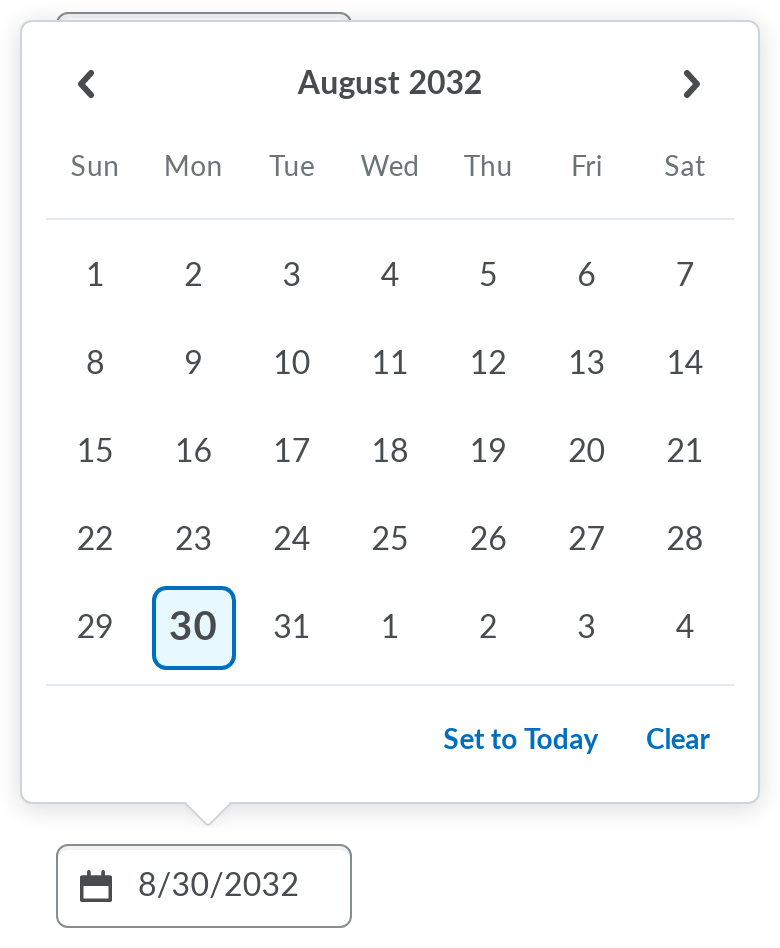 August 2032
Sun Mon Tue Wed Thu Fri Sat
1 2 3 4 5 6 7
8 9 10 11 12 13 14
15 16 17 18 19 20 21
22 23 24 25 26 27 28
29 30 31 1 2 3 4
Set to Today Clear
8/30/2032